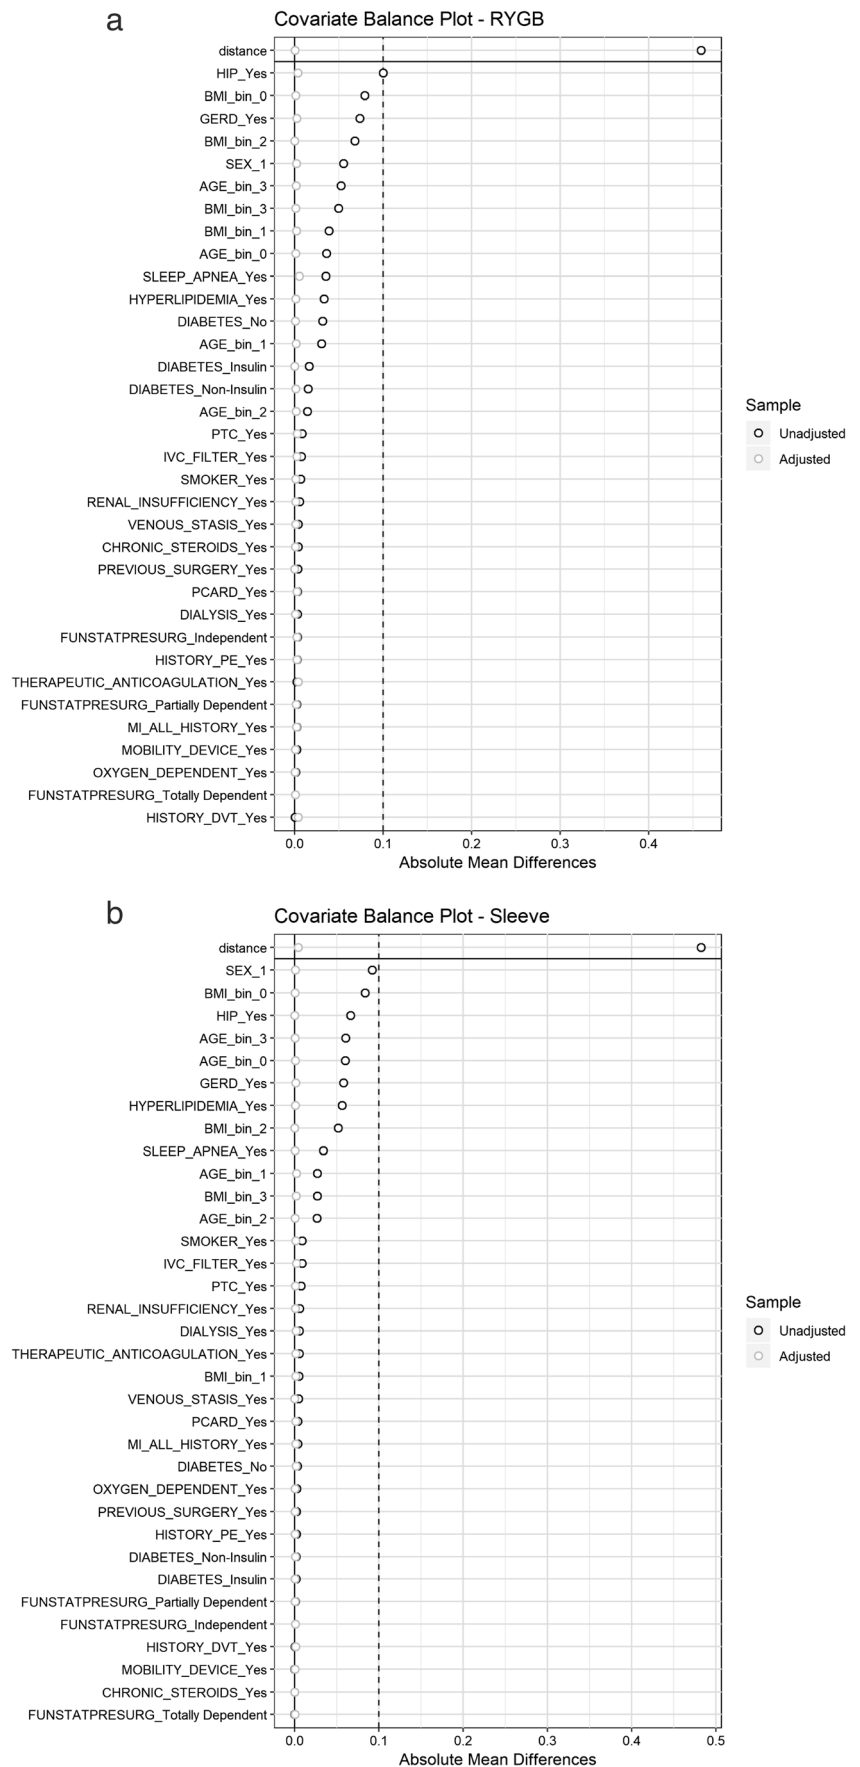 a
Covariate Balance Plot - RYGB
distance
HIP_Yes
BMI_bin_0
GERD_Yes
BMI_bin_2
SEX_1
AGE_bin_3
BMI_bin_3
BMI_bin_1
AGE_bin_0
SLEEP_APNEA_Yes
HYPERLIPIDEMIA_Yes
DIABETES_No
AGE_bin_1
DIABETES_Insulin
DIABETES_Non-Insulin
AGE_bin_2
PTC_Yes
IVC_FILTER_Yes
SMOKER_Yes
RENAL_INSUFFICIENCY_Yes
VENOUS_STASIS_Yes
CHRONIC_STEROIDS_Yes
PREVIOUS_SURGERY_Yes
PCARD_Yes
DIALYSIS_Yes
FUNSTATPRESURG_Independent
HISTORY_PE_Yes
THERAPEUTIC_ANTICOAGULATION_Yes
FUNSTATPRESURG_Partially Dependent
MI_ALL_HISTORY_Yes
MOBILITY_DEVICE_Yes
OXYGEN_DEPENDENT_Yes
FUNSTATPRESURG_Totally Dependent
HISTORY_DVT_Yes
0.0 0.1 0.2 0.3 0.4
Absolute Mean Differences
Sample
Unadjusted
Adjusted
b
Covariate Balance Plot - Sleeve
distance
SEX_1
BMI_bin_0
HIP_Yes
AGE_bin_3
AGE_bin_0
GERD_Yes
HYPERLIPIDEMIA_Yes
BMI_bin_2
SLEEP_APNEA_Yes
AGE_bin_1
BMI_bin_3
AGE_bin_2
SMOKER_Yes
IVC_FILTER_Yes
PTC_Yes
RENAL_INSUFFICIENCY_Yes
DIALYSIS_Yes
THERAPEUTIC_ANTICOAGULATION_Yes
BMI_bin_1
VENOUS_STASIS_Yes
PCARD_Yes
MI_ALL_HISTORY_Yes
DIABETES_No
OXYGEN_DEPENDENT_Yes
PREVIOUS_SURGERY_Yes
HISTORY_PE_Yes
DIABETES_Non-Insulin
DIABETES_Insulin
FUNSTATPRESURG_Partially Dependent
FUNSTATPRESURG_Independent
HISTORY_DVT_Yes
MOBILITY_DEVICE_Yes
CHRONIC_STEROIDS_Yes
FUNSTATPRESURG_Totally Dependent
0.0 0.1 0.2 0.3 0.4 0.5
Absolute Mean Differences
Sample
Unadjusted
Adjusted